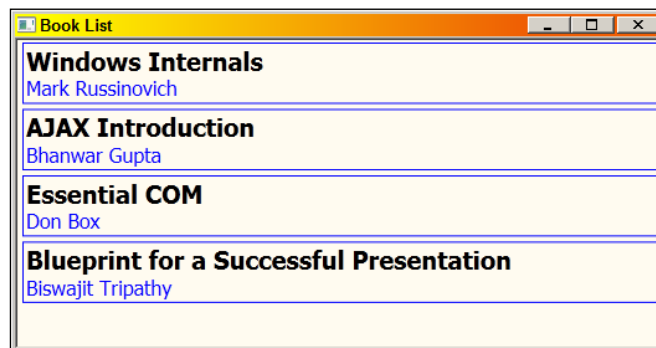 Book List
Windows Internals
Mark Russinovich
AJAX Introduction
Bhanwar Gupta
Essential COM
Don Box
Blueprint for a Successful Presentation
Biswajit Tripathy